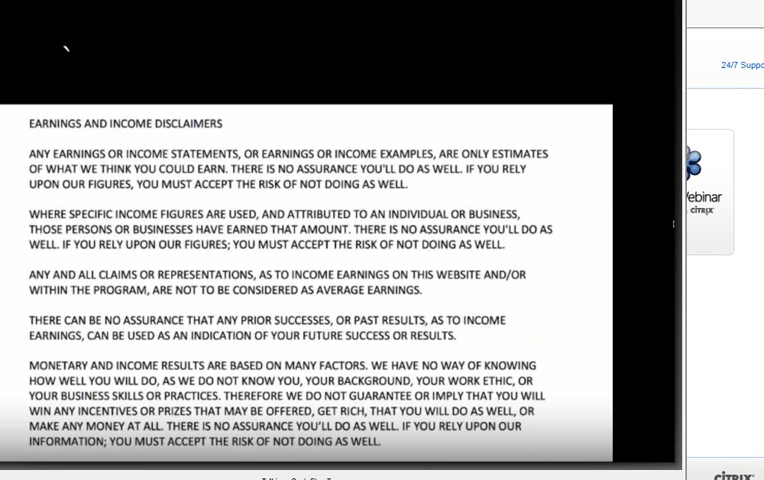 24/7 Suppo
EARNINGS AND INCOME DISCLAIMERS
ANY EARNINGS OR INCOME STATEMENTS, OR EARNINGS OR INCOME EXAMPLES, ARE ONLY ESTIMATES
OF WHAT WE THINK YOU COULD EARN. THERE IS NO ASSURANCE YOU'LL DO AS WELL. IF YOU RELY
UPON OUR FIGURES, YOU MUST ACCEPT THE RISK OF NOT DOING AS WELL.
WHERE SPECIFIC INCOME FIGURES ARE USED, AND ATTRIBUTED TO AN INDIVIDUAL OR BUSINESS,
THOSE PERSONS OR BUSINESSES HAVE EARNED THAT AMOUNT. THERE IS NO ASSURANCE YOU'LL DO AS
WELL. IF YOU RELY UPON OUR FIGURES; YOU MUST ACCEPT THE RISK OF NOT DOING AS WELL.
ANY AND ALL CLAIMS OR REPRESENTATIONS, AS TO INCOME EARNINGS ON THIS WEBSITE AND/OR
WITHIN THE PROGRAM, ARE NOT TO BE CONSIDERED AS AVERAGE EARNINGS.
THERE CAN BE NO ASSURANCE THAT ANY PRIOR SUCCESSES, OR PAST RESULTS, AS TO INCOME
EARNINGS, CAN BE USED AS AN INDICATION OF YOUR FUTURE SUCCESS OR RESULTS.
MONETARY AND INCOME RESULTS ARE BASED ON MANY FACTORS. WE HAVE NO WAY OF KNOWING
HOW WELL YOU WILL DO, AS WE DO NOT KNOW YOU, YOUR BACKGROUND, YOUR WORK ETHIC, OR
YOUR BUSINESS SKILLS OR PRACTICES. THEREFORE WE DO NOT GUARANTEE OR IMPLY THAT YOU WILL
WIN ANY INCENTIVES OR PRIZES THAT MAY BE OFFERED, GET RICH, THAT YOU WILL DO AS WELL, OR
MAKE ANY MONEY AT ALL. THERE IS NO ASSURANCE YOU'LL DO AS WELL. IF YOU RELY UPON OUR
INFORMATION; YOU MUST ACCEPT THE RISK OF NOT DOING AS WELL.
ebinar
CITRIX
CITRIX